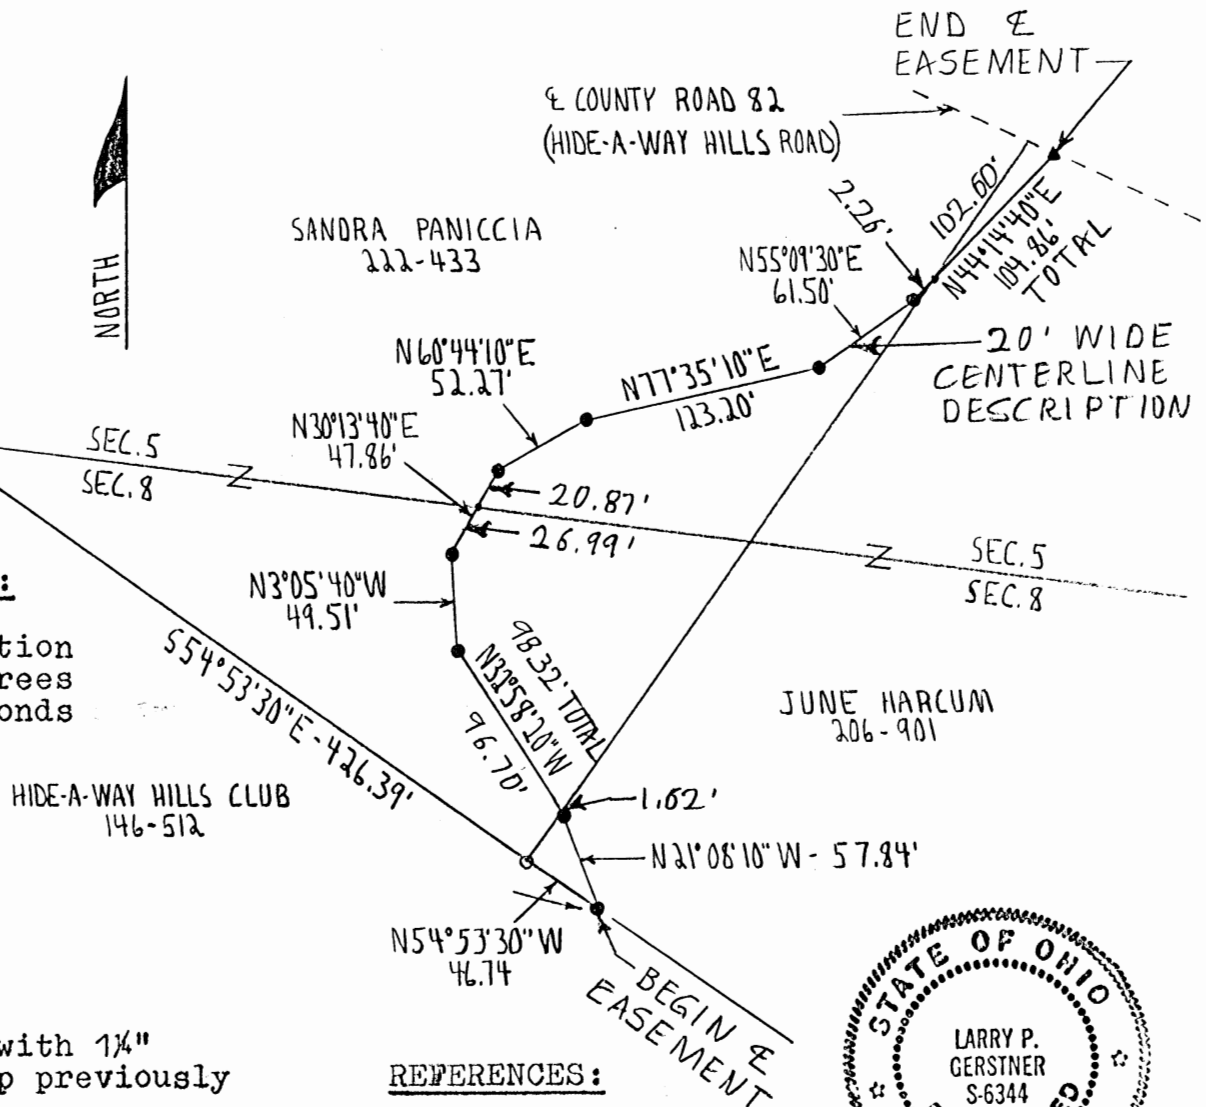 END ℄
EASEMENT
℄ COUNTY ROAD 82
(HIDE-A-WAY HILLS ROAD)
NORTH
SANDRA PANICCIA
222-433
2.26'
102.60'
N44°14'40"E
104.86'
TOTAL
N55°09'30"E
61.50'
20' WIDE
CENTERLINE
DESCRIPTION
N60°44'10"E
52.27'
N77°35'10"E
123.20'
N30°13'40"E
47.86'
SEC. 5
SEC. 8
20.87'
26.99'
SEC. 5
SEC. 8
N3°05'40"W
49.51'
:
tion
rees
onds
S54°53'30"E-426.39'
98.32' TOTAL
N32°58'20"W
96.70'
JUNE HARCUM
206-901
HIDE-A-WAY HILLS CLUB
146-512
1.62'
N21°08'10"W - 57.84'
N54°53'30"W
46.74
BEGIN ℄
EASEMENT
with 1¼"
p previously
REFERENCES:
STATE OF OHIO
LARRY P.
GERSTNER
S-6344